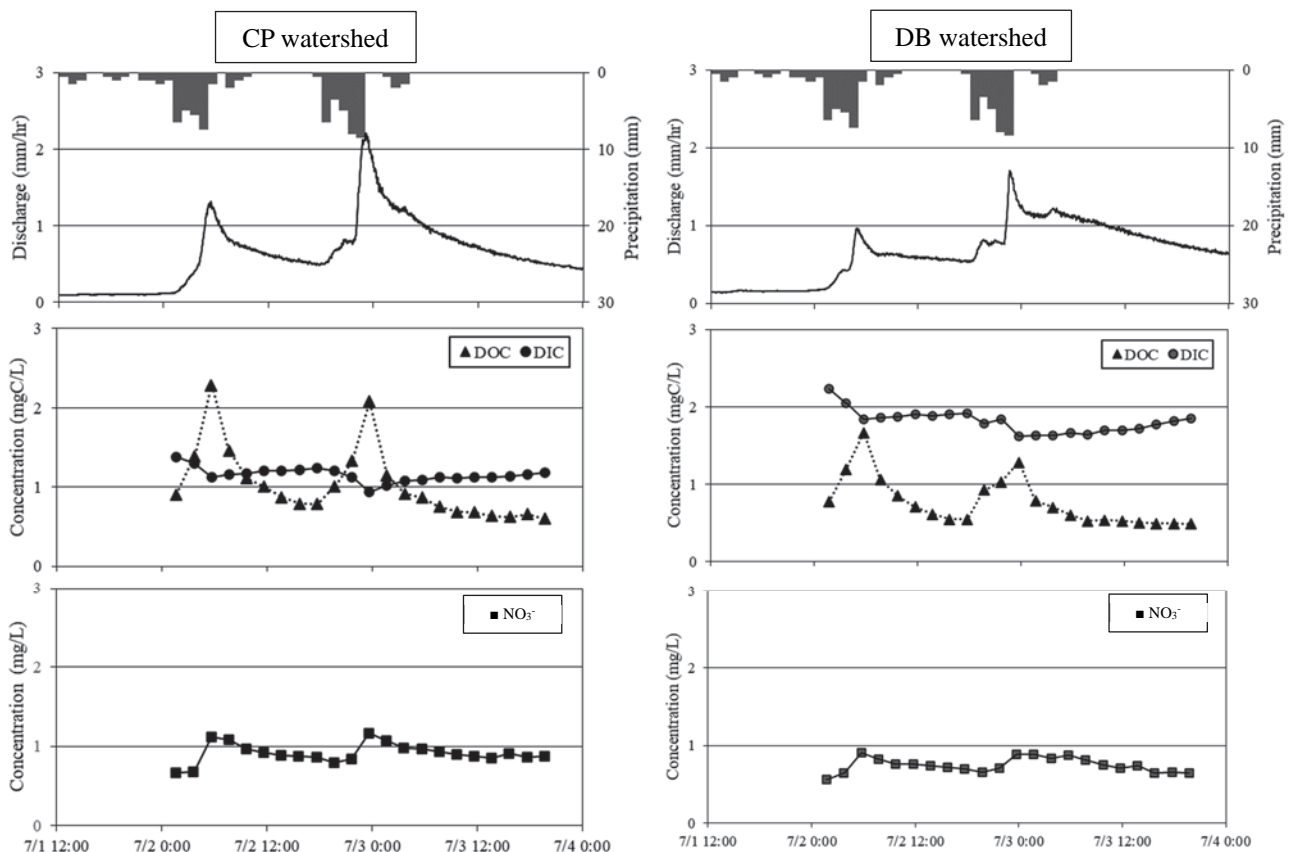 CP watershed
DB watershed
3
2
1
0
Discharge (mm/hr)
0
10
20
30
Precipitation (mm)
3
2
1
0
Discharge (mm/hr)
0
10
20
30
Precipitation (mm)
3
2
1
0
Concentration (mgC/L)
▲ DOC ● DIC
3
2
1
0
Concentration (mgC/L)
▲ DOC ● DIC
3
2
1
0
Concentration (mg/L)
■ NO₃⁻
7/1 12:00 7/2 0:00 7/2 12:00 7/3 0:00 7/3 12:00 7/4 0:00
3
2
1
0
Concentration (mg/L)
■ NO₃⁻
7/1 12:00 7/2 0:00 7/2 12:00 7/3 0:00 7/3 12:00 7/4 0:00